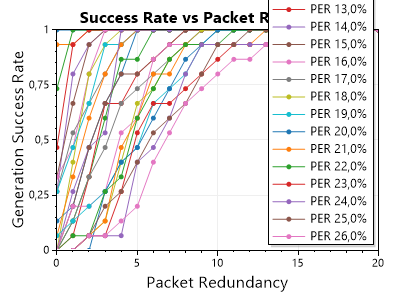 Success Rate vs Packet R
PER 13,0%
PER 14,0%
PER 15,0%
PER 16,0%
PER 17,0%
PER 18,0%
PER 19,0%
PER 20,0%
PER 21,0%
PER 22,0%
PER 23,0%
PER 24,0%
PER 25,0%
PER 26,0%
Generation Success Rate
1
0,75
0,5
0,25
0
0 5 10 15 20
Packet Redundancy